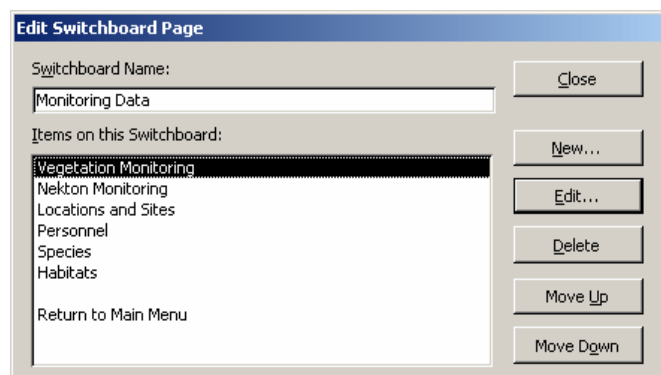 Edit Switchboard Page
Switchboard Name:
Close
Monitoring Data
Items on this Switchboard:
New...
Vegetation Monitoring
Nekton Monitoring
Edit...
Locations and Sites
Personnel
Species
Delete
Habitats
Move Up
Return to Main Menu
Move Down